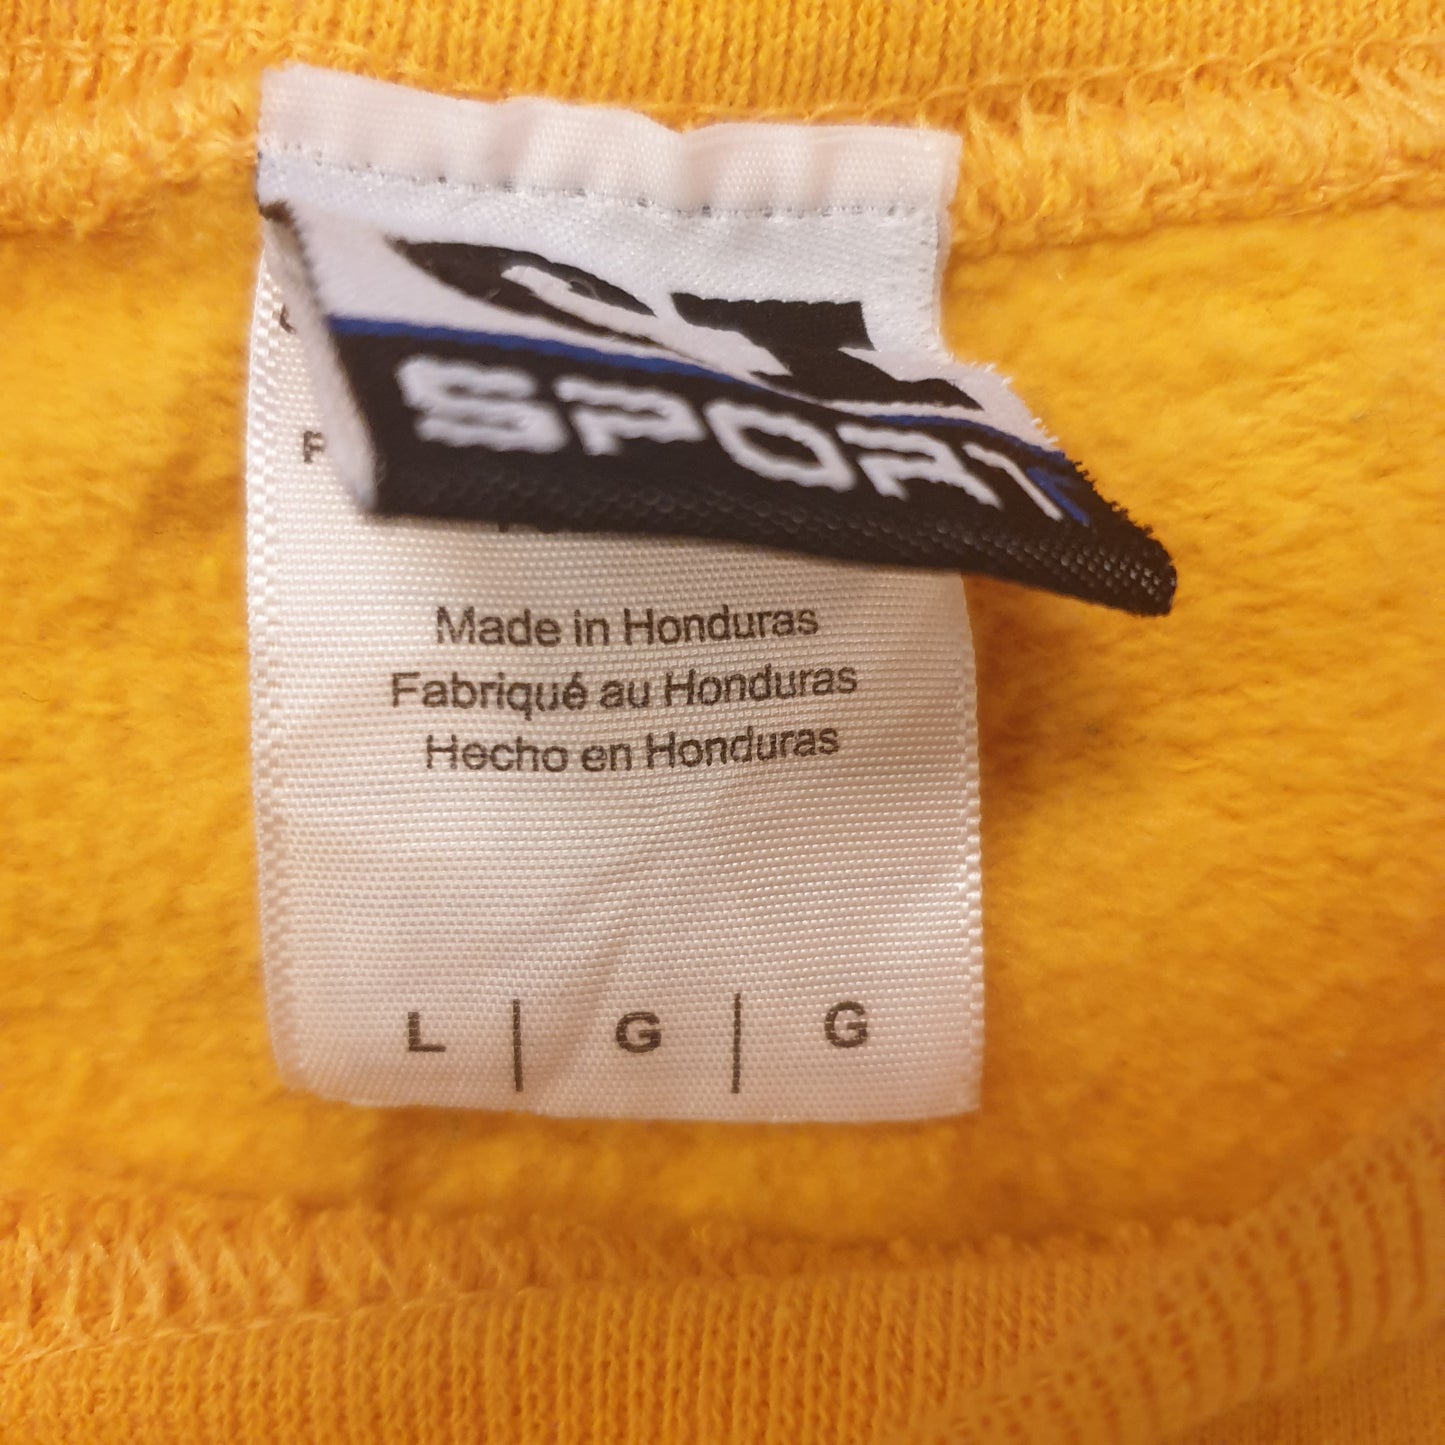 SPORT
Made in Honduras
Fabriqué au Honduras
Hecho en Honduras
L | G | G